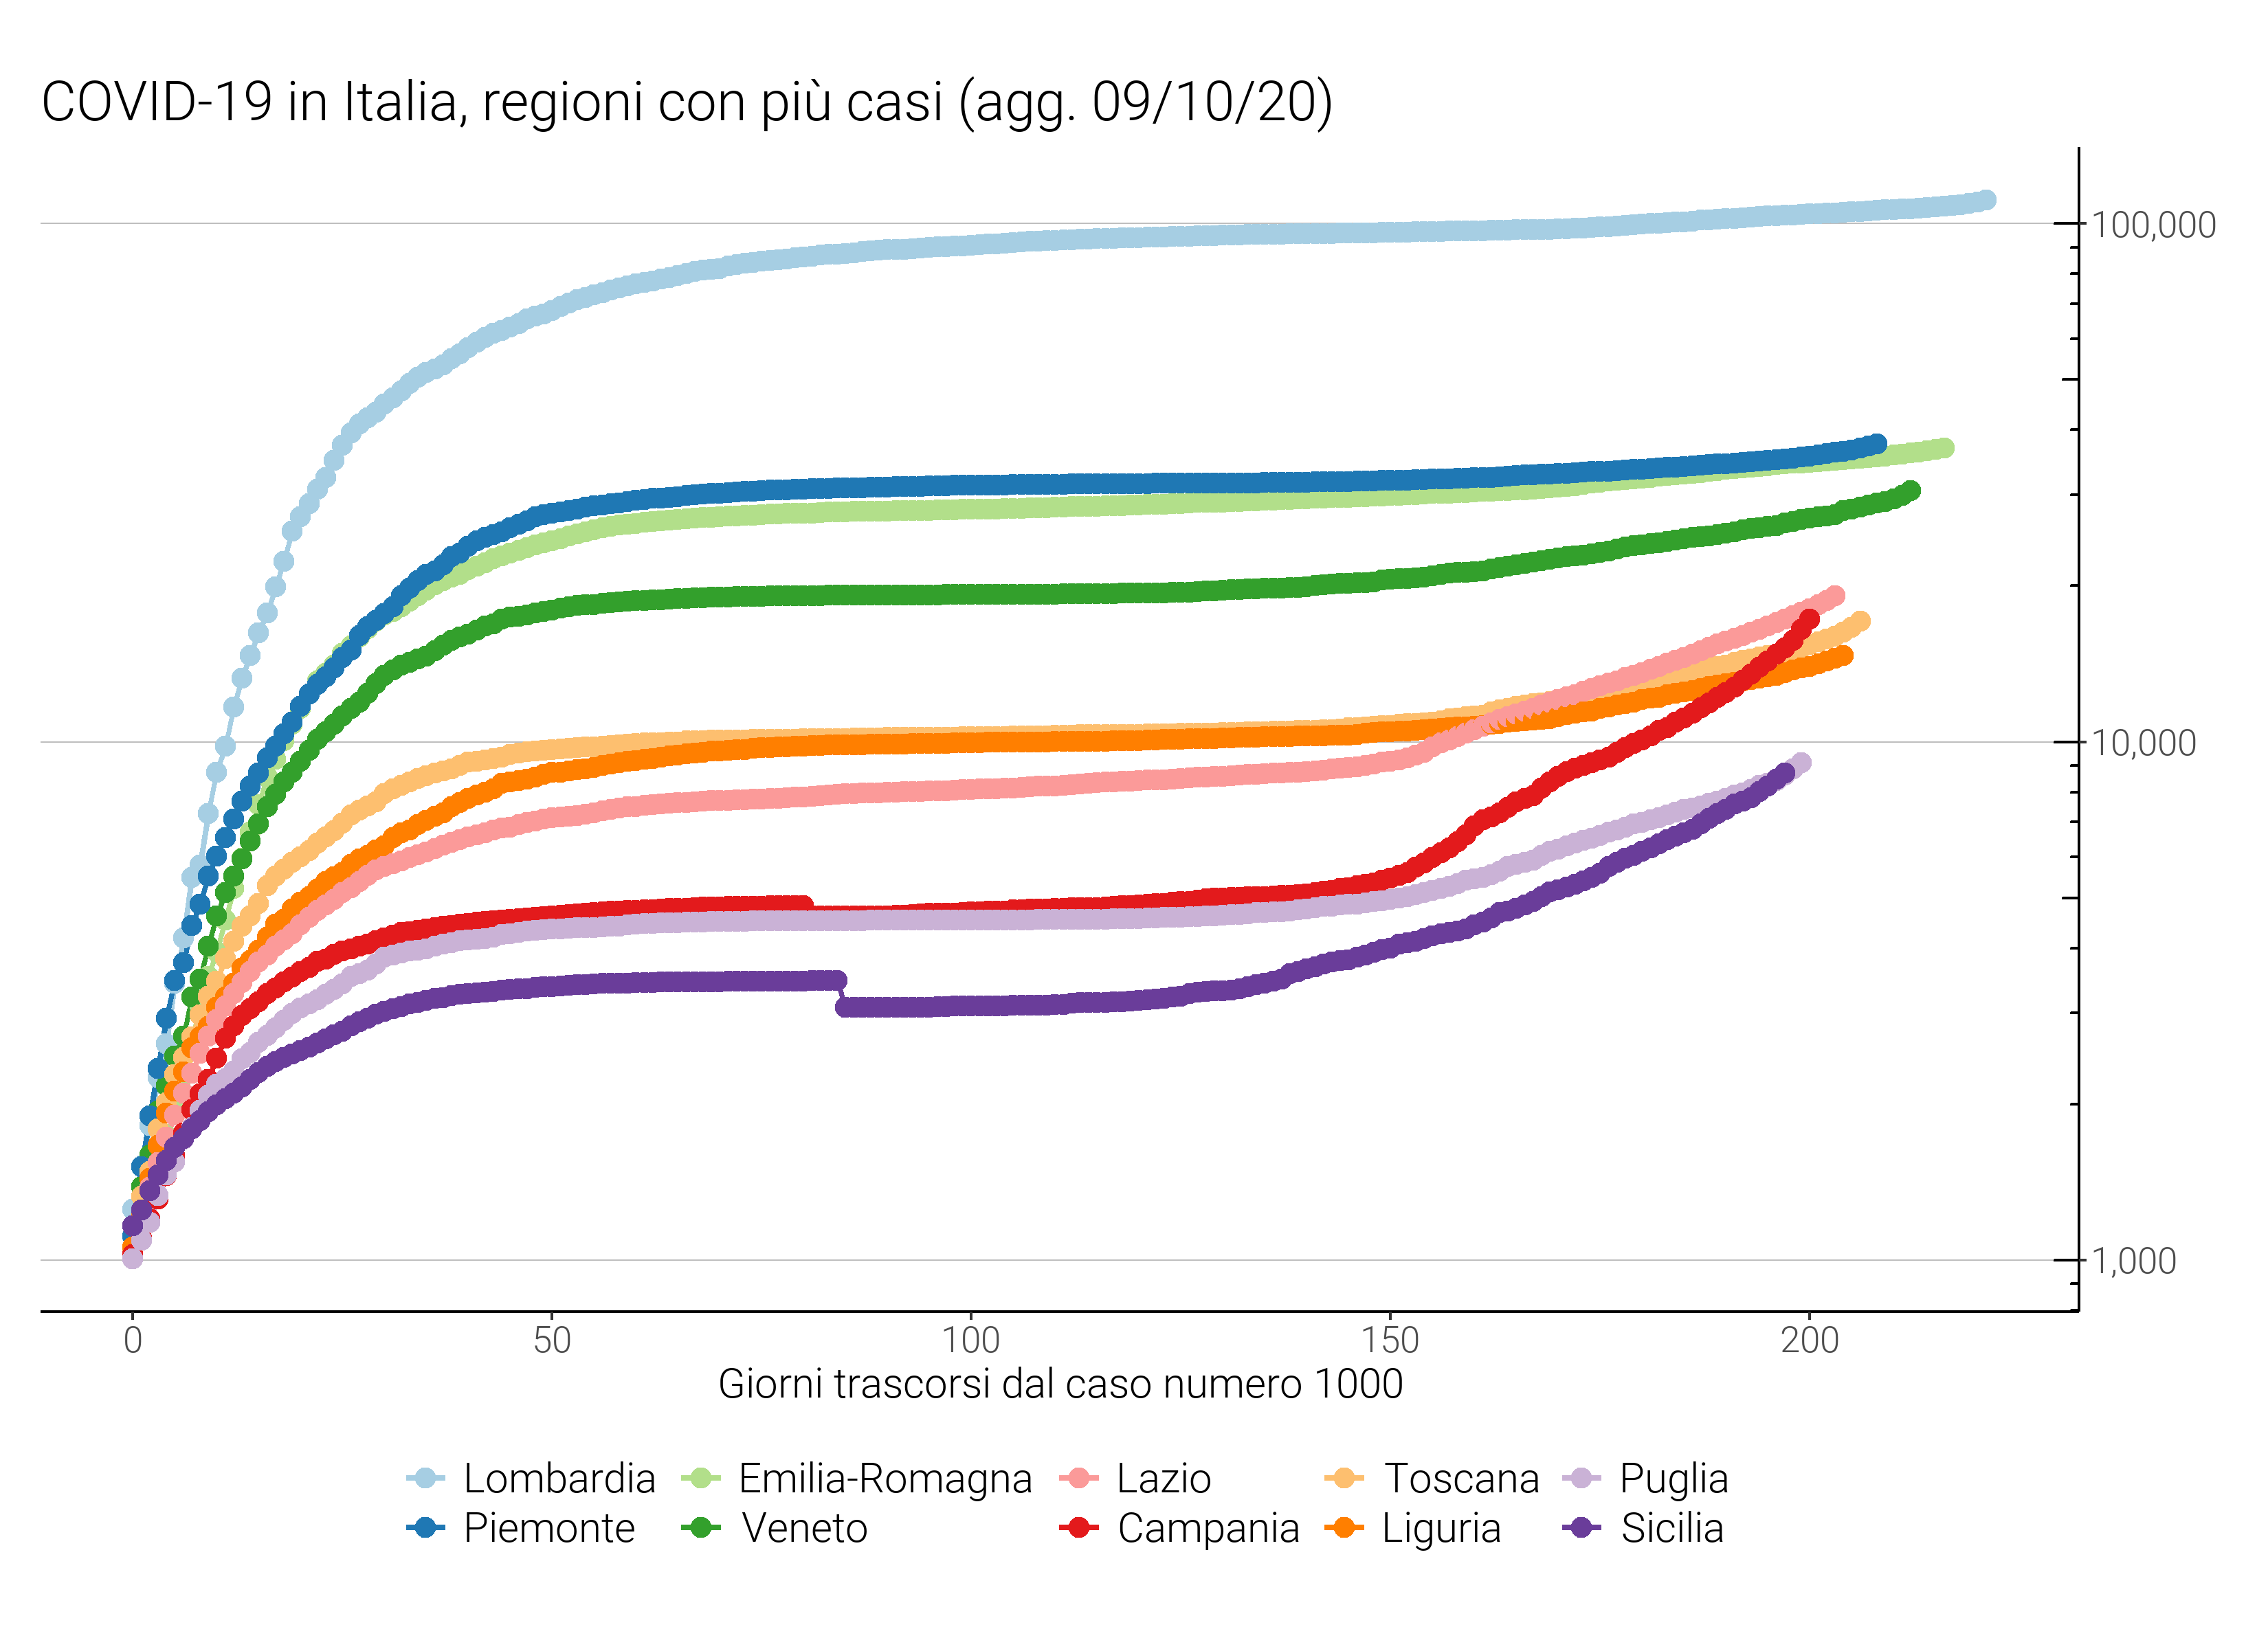 COVID-19 in Italia, regioni con più casi (agg. 09/10/20)
100,000
10,000
1,000
0 50 100 150 200
Giorni trascorsi dal caso numero 1000
Lombardia Emilia-Romagna Lazio Toscana Puglia
Piemonte Veneto Campania Liguria Sicilia